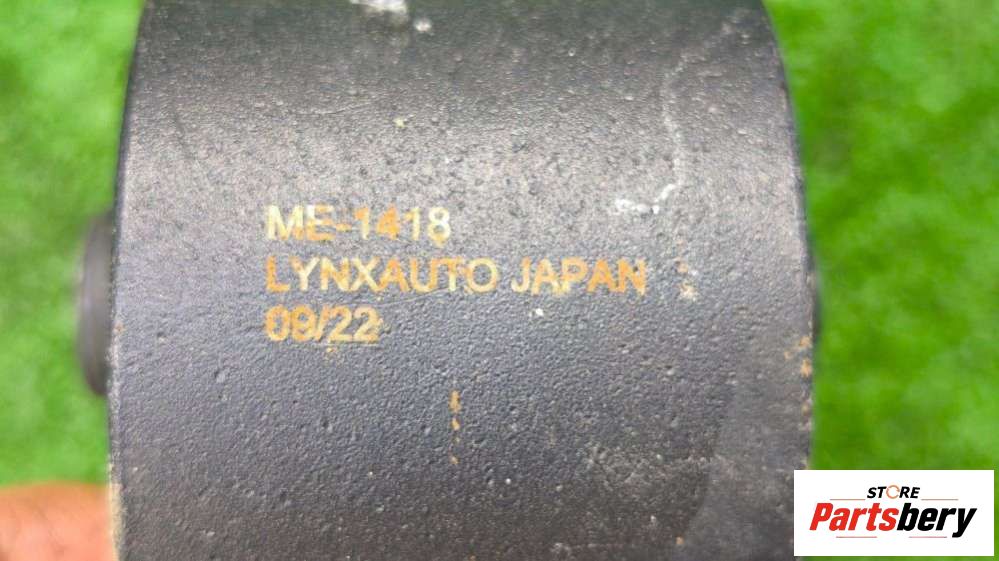 ME-1418
LYNXAUTO JAPAN
09/22
STORE
Partsbery